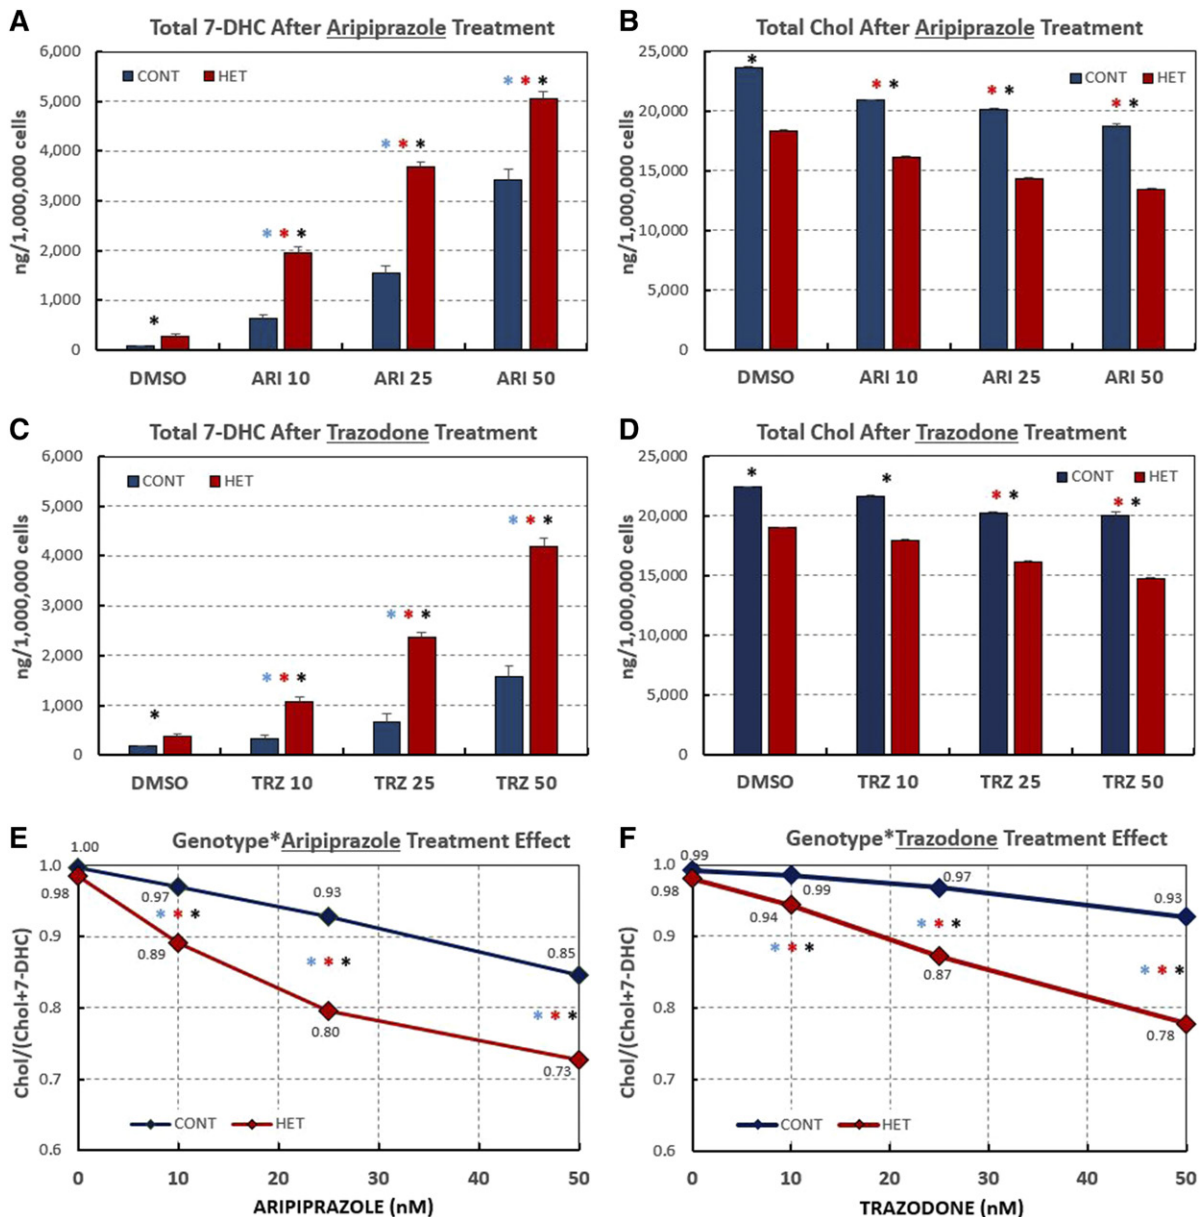 A
Total 7-DHC After Aripiprazole Treatment
6,000
5,000
4,000
3,000
2,000
1,000
0
ng/1,000,000 cells
CONT HET
*
* * *
* * *
* * *
DMSO ARI 10 ARI 25 ARI 50
B
Total Chol After Aripiprazole Treatment
25,000
20,000
15,000
10,000
5,000
0
ng/1,000,000 cells
CONT HET
*
* *
* *
* *
DMSO ARI 10 ARI 25 ARI 50
C
Total 7-DHC After Trazodone Treatment
6,000
5,000
4,000
3,000
2,000
1,000
0
ng/1,000,000 cells
CONT HET
*
* * *
* * *
* * *
DMSO TRZ 10 TRZ 25 TRZ 50
D
Total Chol After Trazodone Treatment
25,000
20,000
15,000
10,000
5,000
0
ng/1,000,000 cells
CONT HET
*
*
* *
* *
DMSO TRZ 10 TRZ 25 TRZ 50
E
Genotype*Aripiprazole Treatment Effect
1.0
0.9
0.8
0.7
0.6
Chol/(Chol+7-DHC)
1.00
0.97
0.93
0.85
0.98
0.89
0.80
0.73
* * *
* * *
* * *
CONT HET
0 10 20 30 40 50
ARIPIPRAZOLE (nM)
F
Genotype*Trazodone Treatment Effect
1.0
0.9
0.8
0.7
0.6
Chol/(Chol+7-DHC)
0.99
0.99
0.97
0.93
0.98
0.94
0.87
0.78
* * *
* * *
* * *
CONT HET
0 10 20 30 40 50
TRAZODONE (nM)